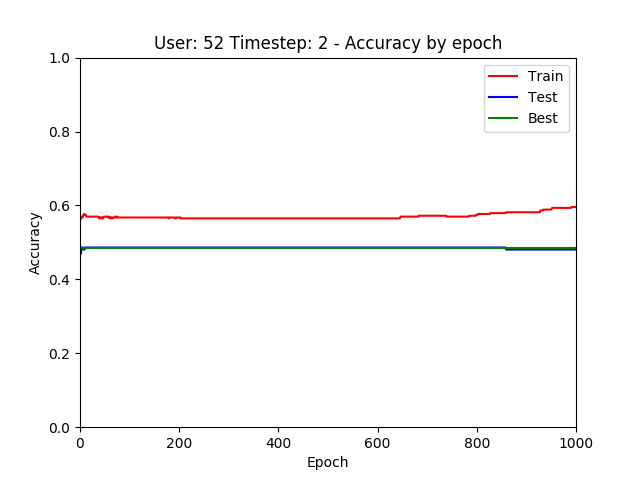 User: 52 Timestep: 2 - Accuracy by epoch
1.0
0.8
0.6
0.4
0.2
0.0
Accuracy
Train
Test
Best
0 200 400 600 800 1000
Epoch